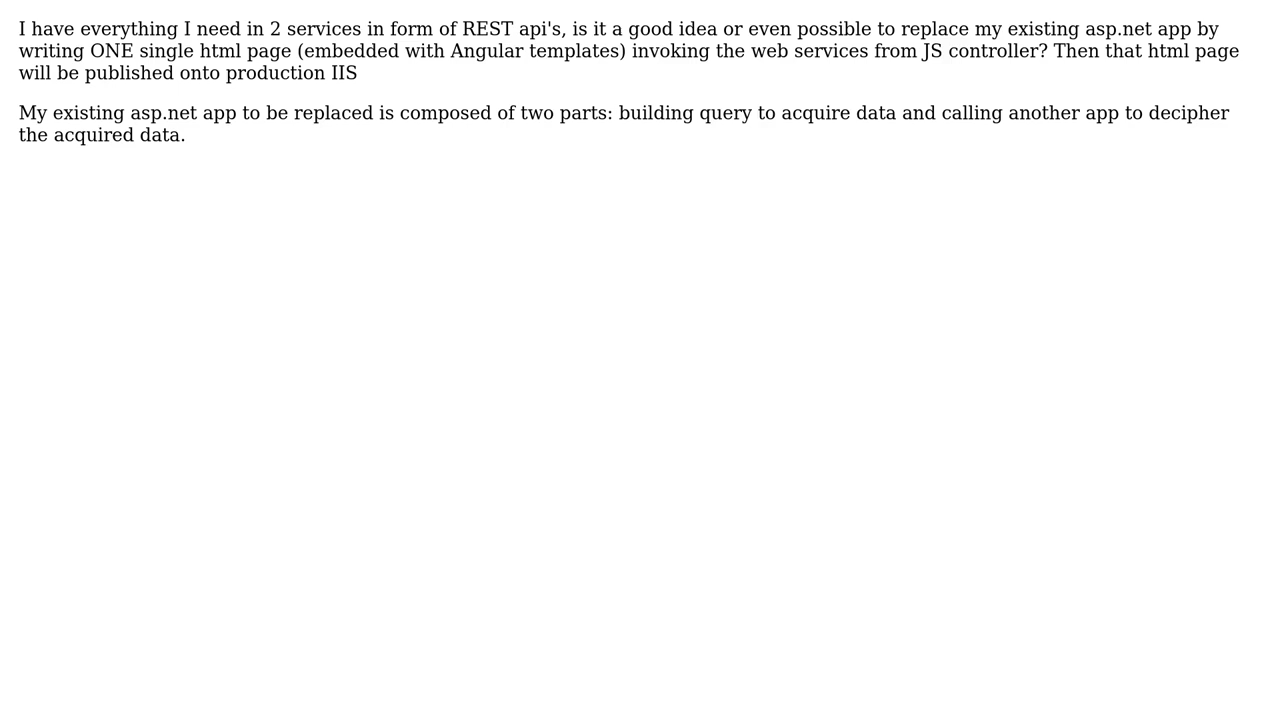 I have everything I need in 2 services in form of REST api's, is it a good idea or even possible to replace my existing asp.net app by
writing ONE single html page (embedded with Angular templates) invoking the web services from JS controller? Then that html page
will be published onto production IIS
My existing asp.net app to be replaced is composed of two parts: building query to acquire data and calling another app to decipher
the acquired data.